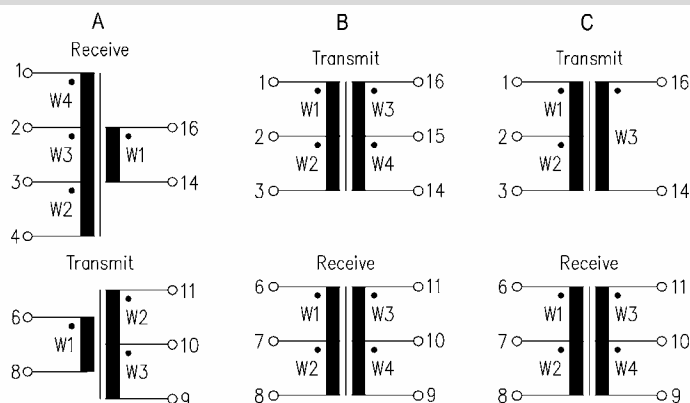 A B C
Receive Transmit Transmit
1 16 1 16
1 W4 W1 W3 W1
2 16 2 15 2 W3
W3 W1 W2 W4 W2
3 14 3 14 3 14
W2
4
Transmit Receive Receive
11 6 11 6 11
6 W2 W1 W3 W1 W3
W1 10 7 10 7 10
8 W3 W2 W4 W2 W4
9 8 9 8 9